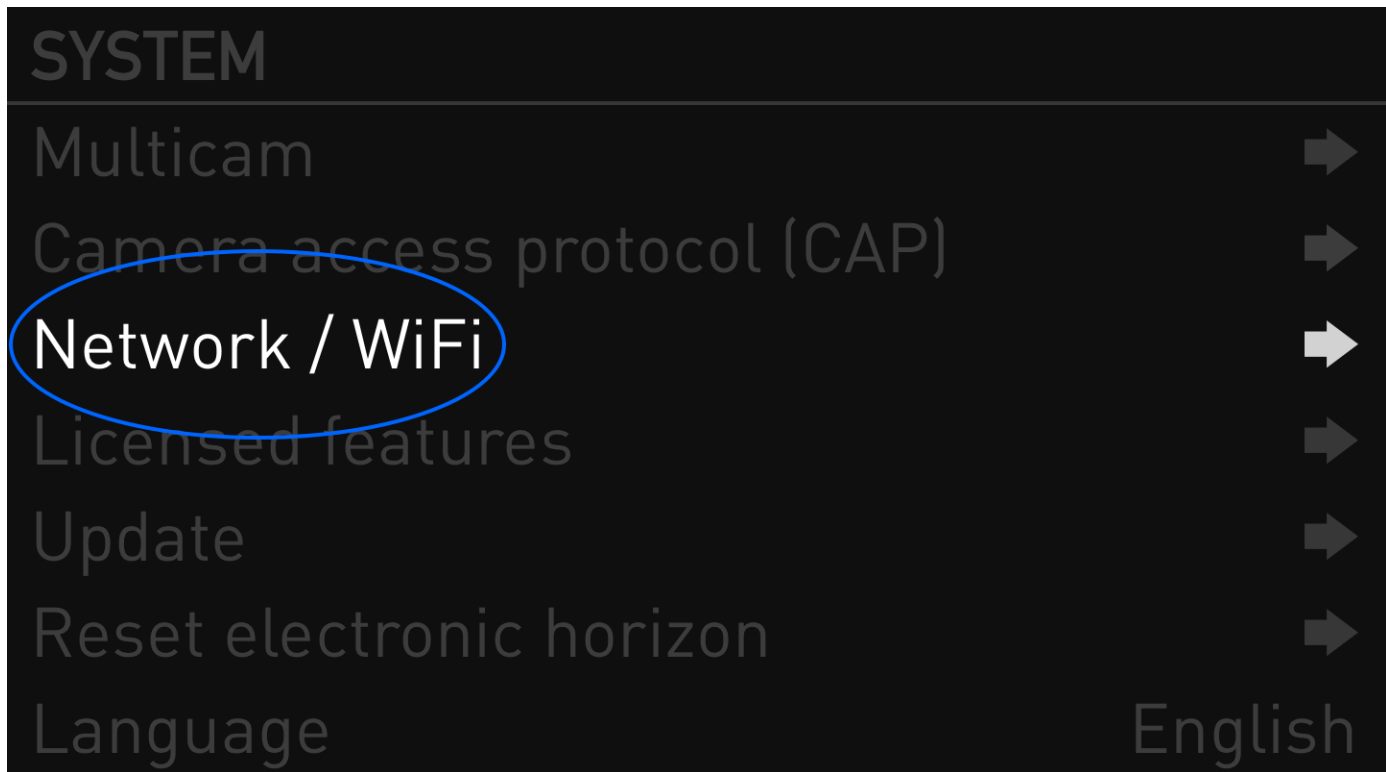 SYSTEM
Multicam
Camera access protocol (CAP)
Network / WiFi
Licensed features
Update
Reset electronic horizon
Language English